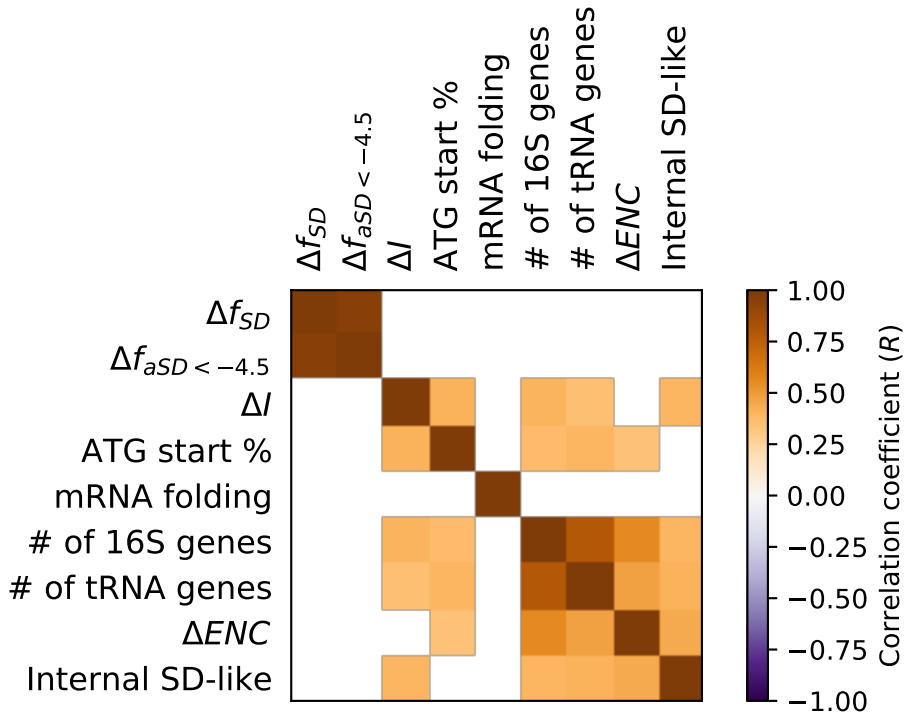 Δf_SD
Δf_aSD<−4.5
ΔI
ATG start %
mRNA folding
# of 16S genes
# of tRNA genes
ΔENC
Internal SD-like
Δf_SD
Δf_aSD<−4.5
ΔI
ATG start %
mRNA folding
# of 16S genes
# of tRNA genes
ΔENC
Internal SD-like
1.00
0.75
0.50
0.25
0.00
−0.25
−0.50
−0.75
−1.00
Correlation coefficient (R)